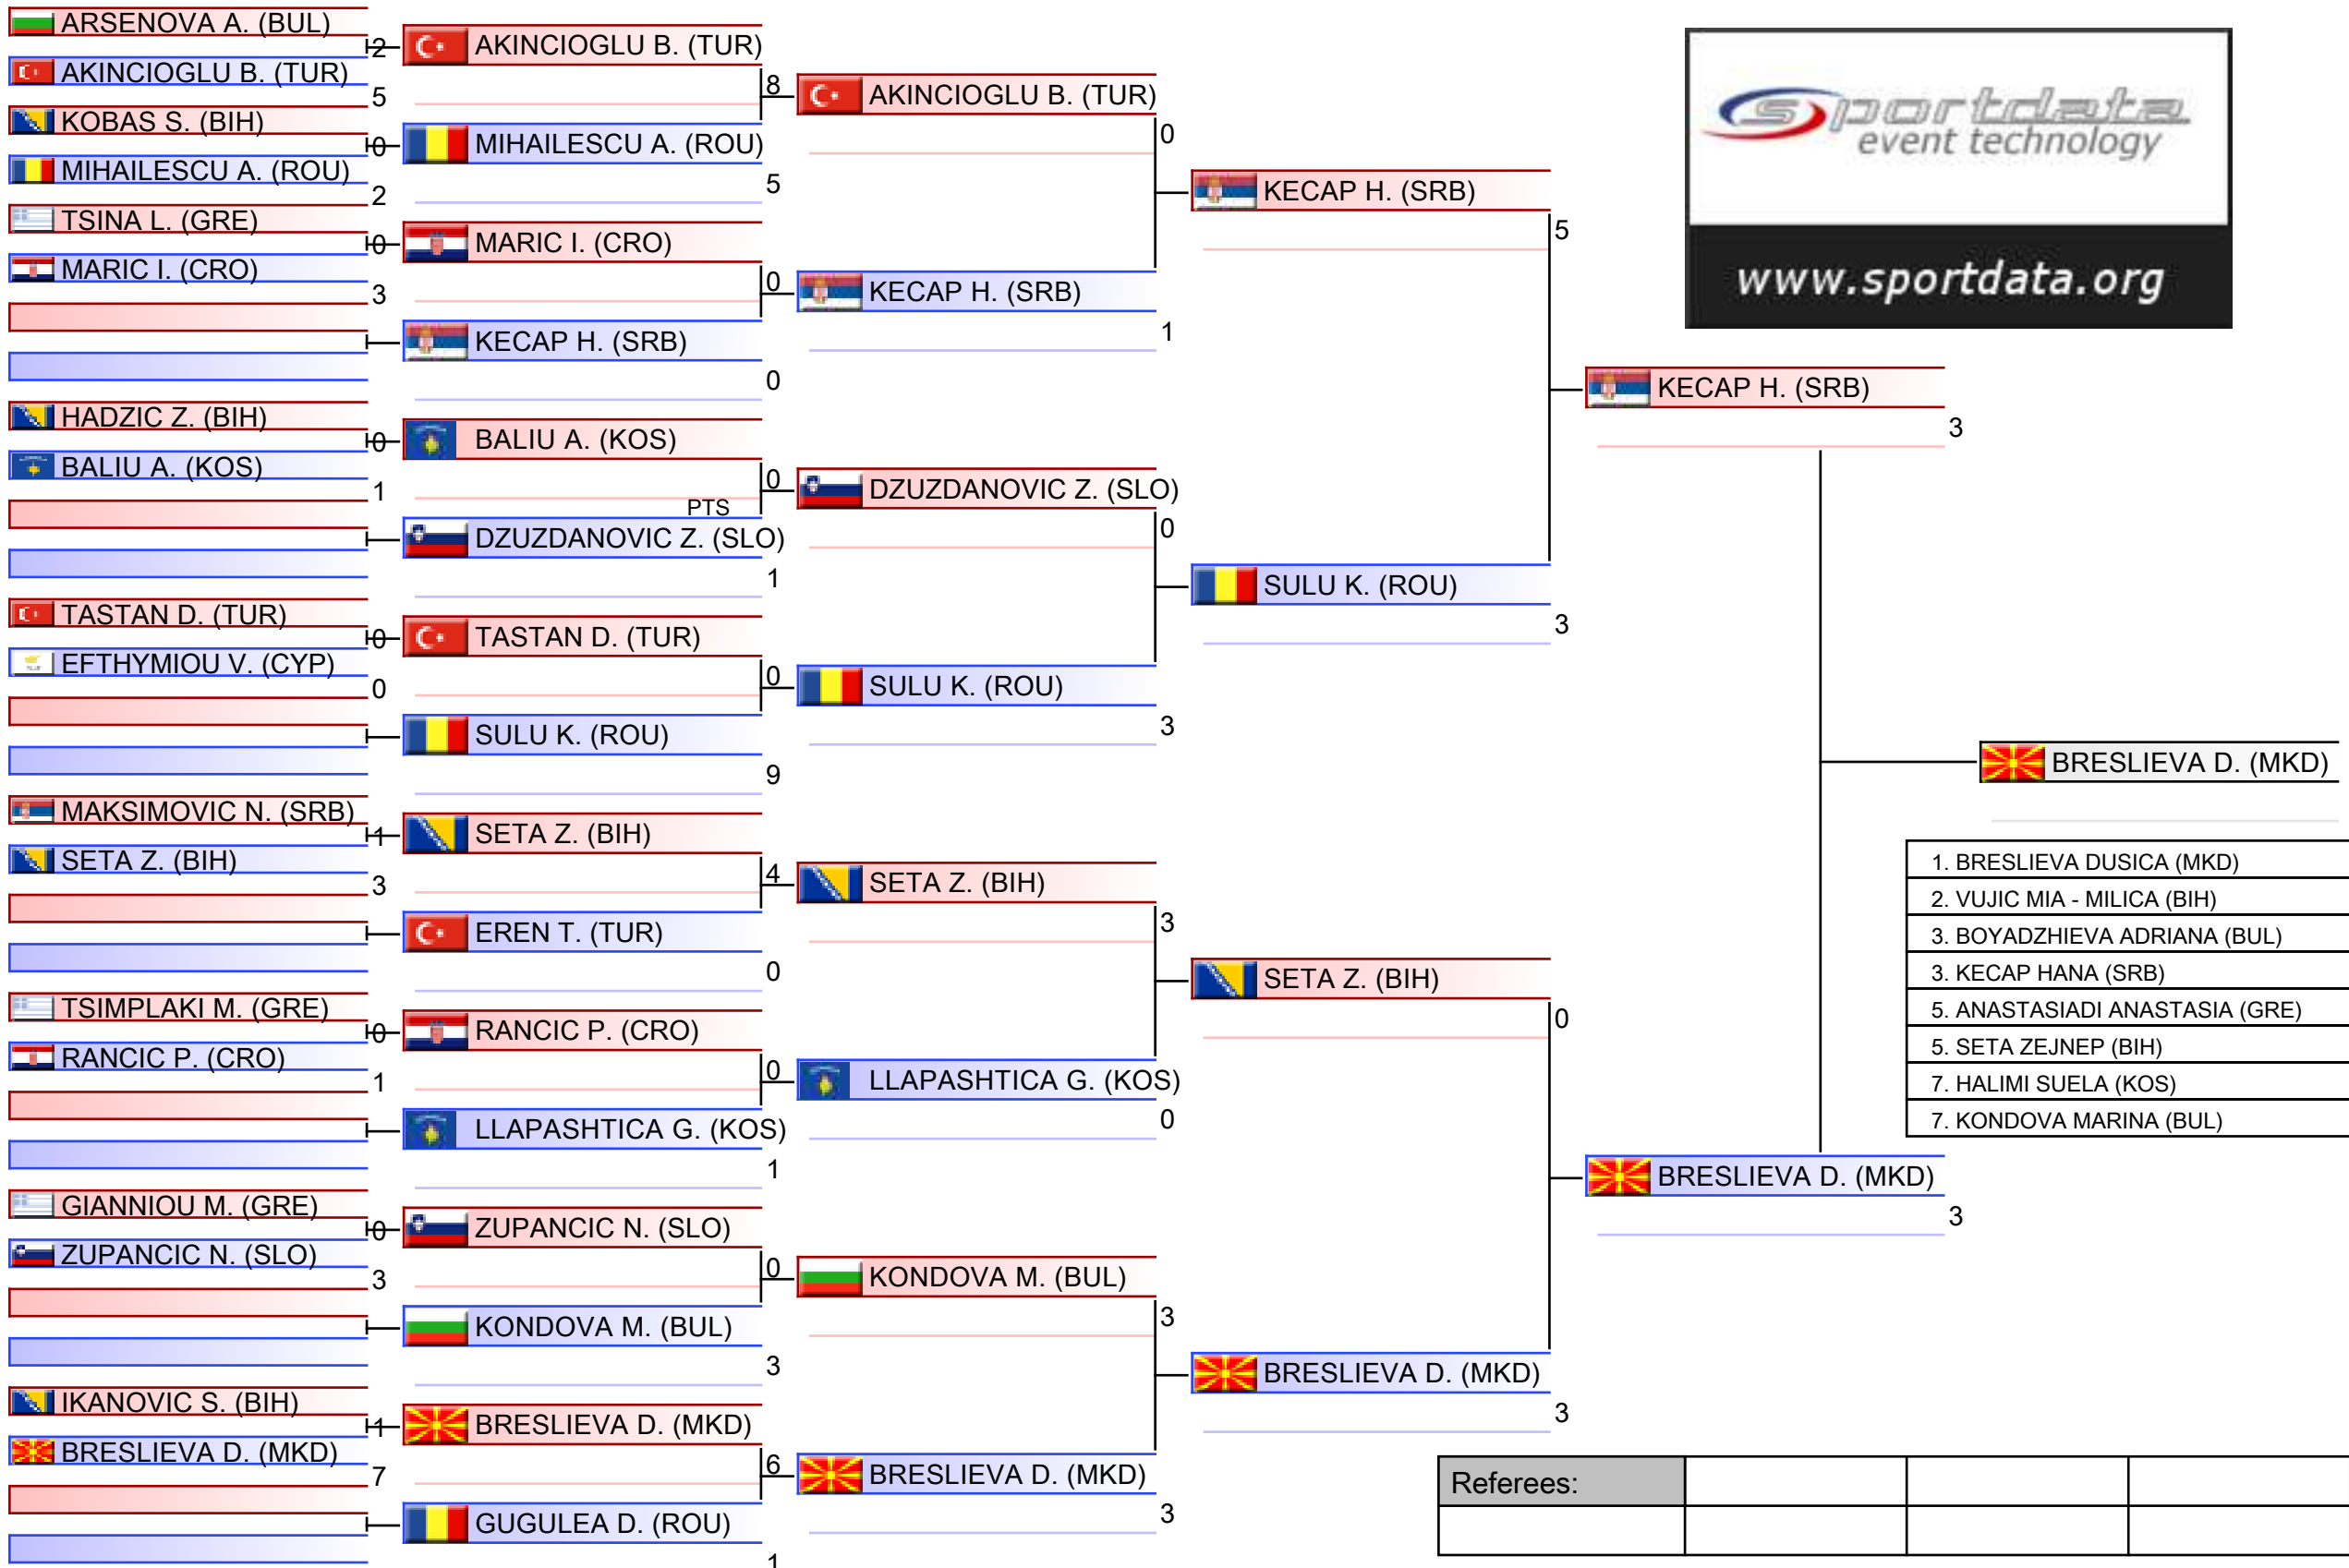 ARSENOVA A. (BUL)
2
AKINCIOGLU B. (TUR)
5
KOBAS S. (BIH)
0
MIHAILESCU A. (ROU)
2
TSINA L. (GRE)
0
MARIC I. (CRO)
3
HADZIC Z. (BIH)
0
BALIU A. (KOS)
1
TASTAN D. (TUR)
0
EFTHYMIOU V. (CYP)
0
MAKSIMOVIC N. (SRB)
1
SETA Z. (BIH)
3
TSIMPLAKI M. (GRE)
0
RANCIC P. (CRO)
1
GIANNIOU M. (GRE)
0
ZUPANCIC N. (SLO)
3
IKANOVIC S. (BIH)
1
BRESLIEVA D. (MKD)
7
AKINCIOGLU B. (TUR)
8
MIHAILESCU A. (ROU)
5
MARIC I. (CRO)
0
KECAP H. (SRB)
0
BALIU A. (KOS)
0
PTS
DZUZDANOVIC Z. (SLO)
1
TASTAN D. (TUR)
0
SULU K. (ROU)
9
SETA Z. (BIH)
4
EREN T. (TUR)
0
RANCIC P. (CRO)
0
LLAPASHTICA G. (KOS)
1
ZUPANCIC N. (SLO)
0
KONDOVA M. (BUL)
3
BRESLIEVA D. (MKD)
6
GUGULEA D. (ROU)
1
AKINCIOGLU B. (TUR)
0
KECAP H. (SRB)
1
DZUZDANOVIC Z. (SLO)
0
SULU K. (ROU)
3
SETA Z. (BIH)
3
LLAPASHTICA G. (KOS)
0
KONDOVA M. (BUL)
3
BRESLIEVA D. (MKD)
3
KECAP H. (SRB)
5
SULU K. (ROU)
3
SETA Z. (BIH)
0
BRESLIEVA D. (MKD)
3
KECAP H. (SRB)
3
BRESLIEVA D. (MKD)
3
BRESLIEVA D. (MKD)
sportdata
event technology
www.sportdata.org
1. BRESLIEVA DUSICA (MKD)
2. VUJIC MIA - MILICA (BIH)
3. BOYADZHIEVA ADRIANA (BUL)
3. KECAP HANA (SRB)
5. ANASTASIADI ANASTASIA (GRE)
5. SETA ZEJNEP (BIH)
7. HALIMI SUELA (KOS)
7. KONDOVA MARINA (BUL)
Referees: